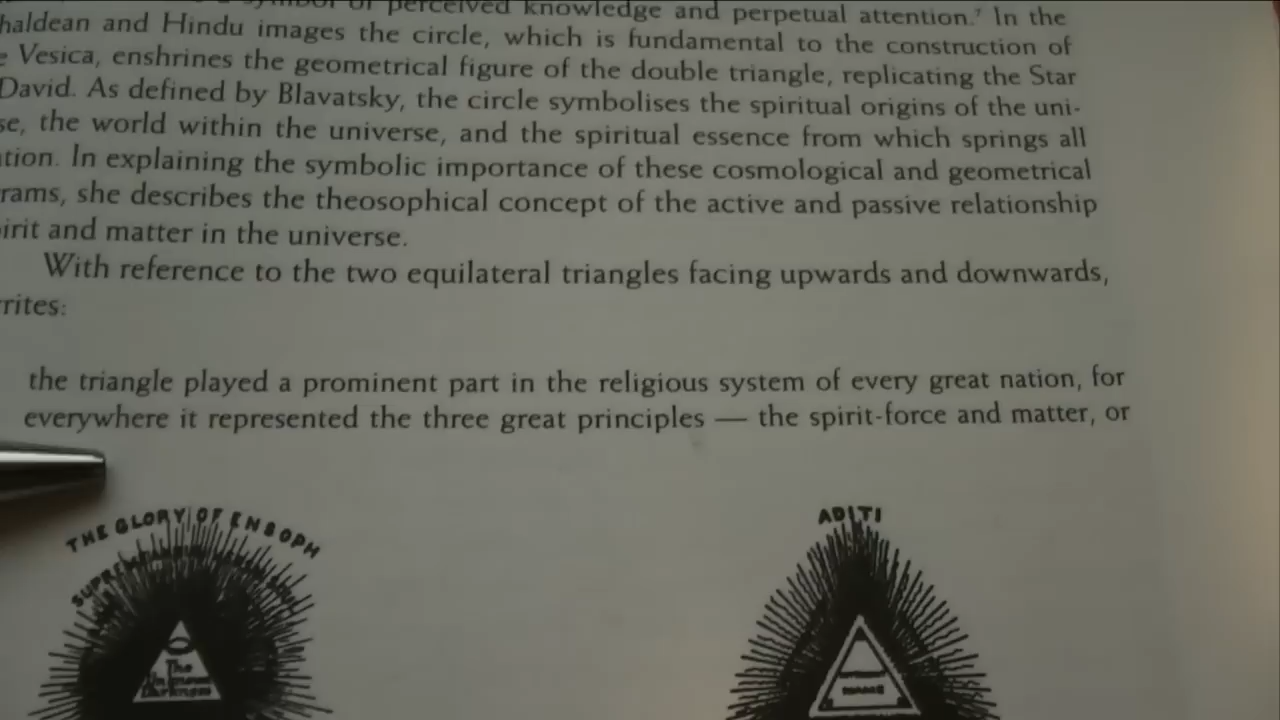 symbol of perceived knowledge and perpetual attention.⁷ In the
haldean and Hindu images the circle, which is fundamental to the construction of
e Vesica, enshrines the geometrical figure of the double triangle, replicating the Star
David. As defined by Blavatsky, the circle symbolises the spiritual origins of the uni-
se, the world within the universe, and the spiritual essence from which springs all
tion. In explaining the symbolic importance of these cosmological and geometrical
rams, she describes the theosophical concept of the active and passive relationship
irit and matter in the universe.
With reference to the two equilateral triangles facing upwards and downwards,
rites:
the triangle played a prominent part in the religious system of every great nation, for
everywhere it represented the three great principles — the spirit-force and matter, or
THE GLORY OF ENSOPH
ADITI
The
Darkness